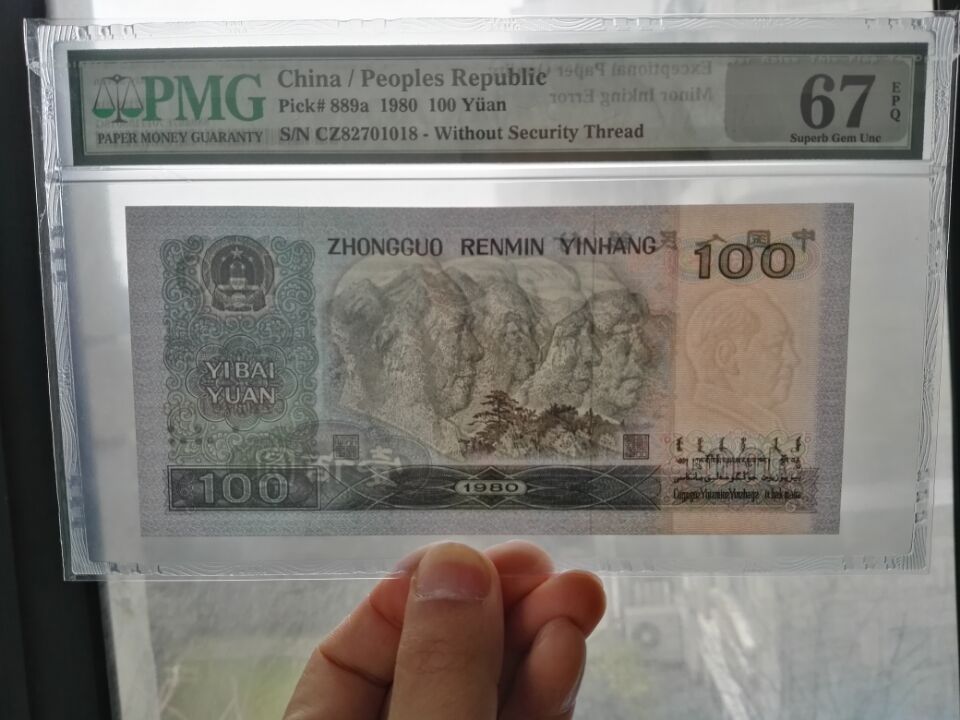 PMG
PAPER MONEY GUARANTY
China / Peoples Republic
Pick# 889a 1980 100 Yüan
S/N CZ82701018 - Without Security Thread
Exceptional Paper
Minor Inking Error
67
EPQ
Superb Gem Unc
ZHONGGUO RENMIN YINHANG
100
YIBAI
YUAN
100
1980